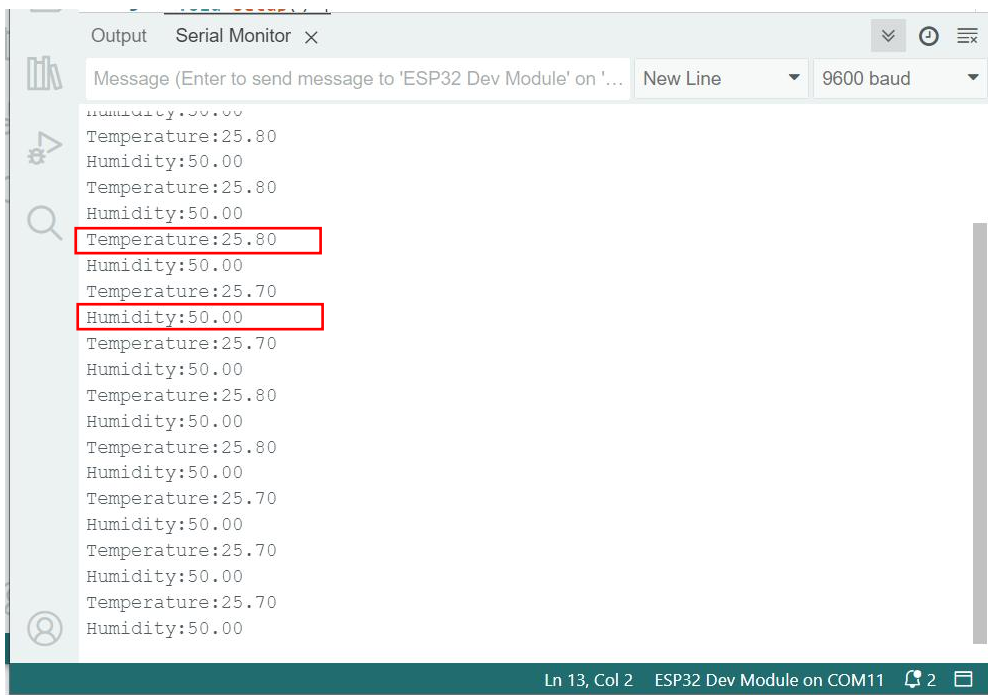 Output Serial Monitor
Message (Enter to send message to 'ESP32 Dev Module' on '... New Line 9600 baud
Humidity:50.00
Temperature:25.80
Humidity:50.00
Temperature:25.80
Humidity:50.00
Temperature:25.80
Humidity:50.00
Temperature:25.70
Humidity:50.00
Temperature:25.70
Humidity:50.00
Temperature:25.80
Humidity:50.00
Temperature:25.80
Humidity:50.00
Temperature:25.70
Humidity:50.00
Temperature:25.70
Humidity:50.00
Temperature:25.70
Humidity:50.00
Ln 13, Col 2 ESP32 Dev Module on COM11 2